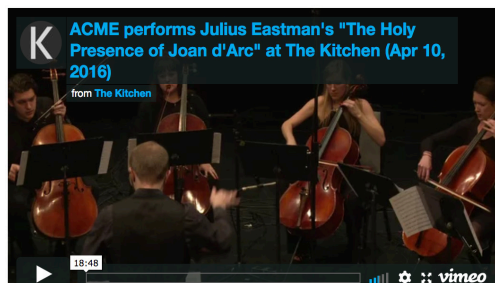 K
ACME performs Julius Eastman's "The Holy
Presence of Joan d'Arc" at The Kitchen (Apr 10,
2016)
from The Kitchen
18:48
vimeo